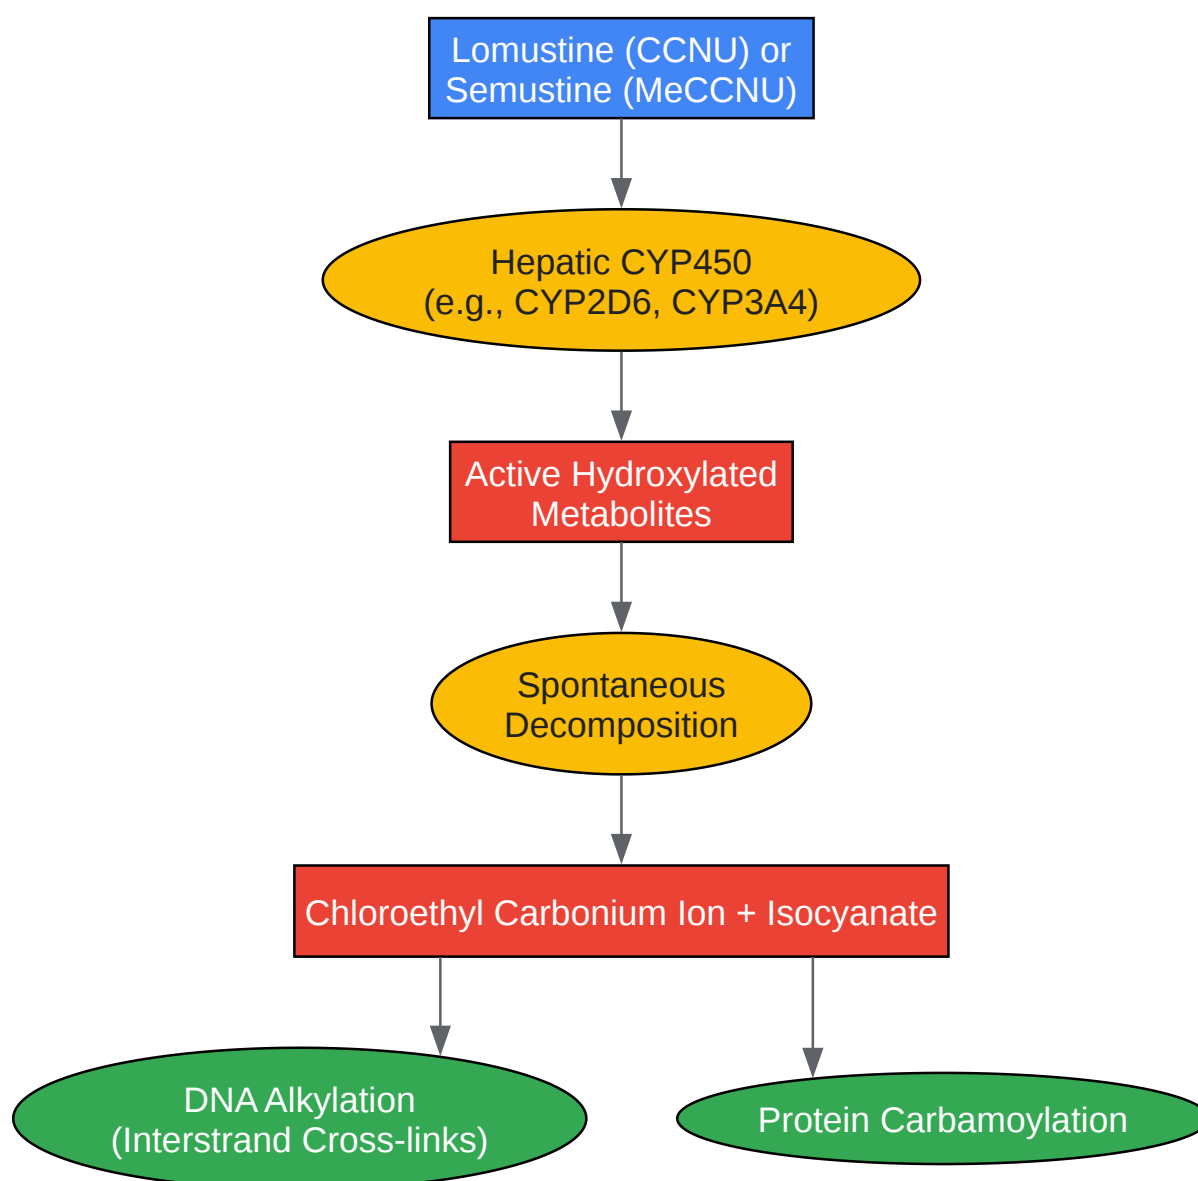 Lomustine (CCNU) or
Semustine (MeCCNU)
Hepatic CYP450
(e.g., CYP2D6, CYP3A4)
Active Hydroxylated
Metabolites
Spontaneous
Decomposition
Chloroethyl Carbonium Ion + Isocyanate
DNA Alkylation
(Interstrand Cross-links)
Protein Carbamoylation